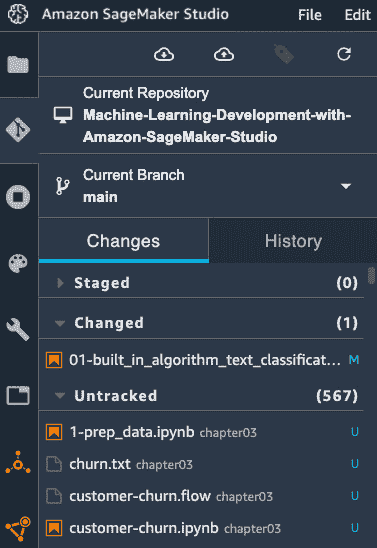 Amazon SageMaker Studio File Edit
Current Repository
Machine-Learning-Development-with-
Amazon-SageMaker-Studio
Current Branch
main
Changes History
Staged (0)
Changed (1)
01-built_in_algorithm_text_classificat... M
Untracked (567)
1-prep_data.ipynb chapter03 U
churn.txt chapter03 U
customer-churn.flow chapter03 U
customer-churn.ipynb chapter03 U